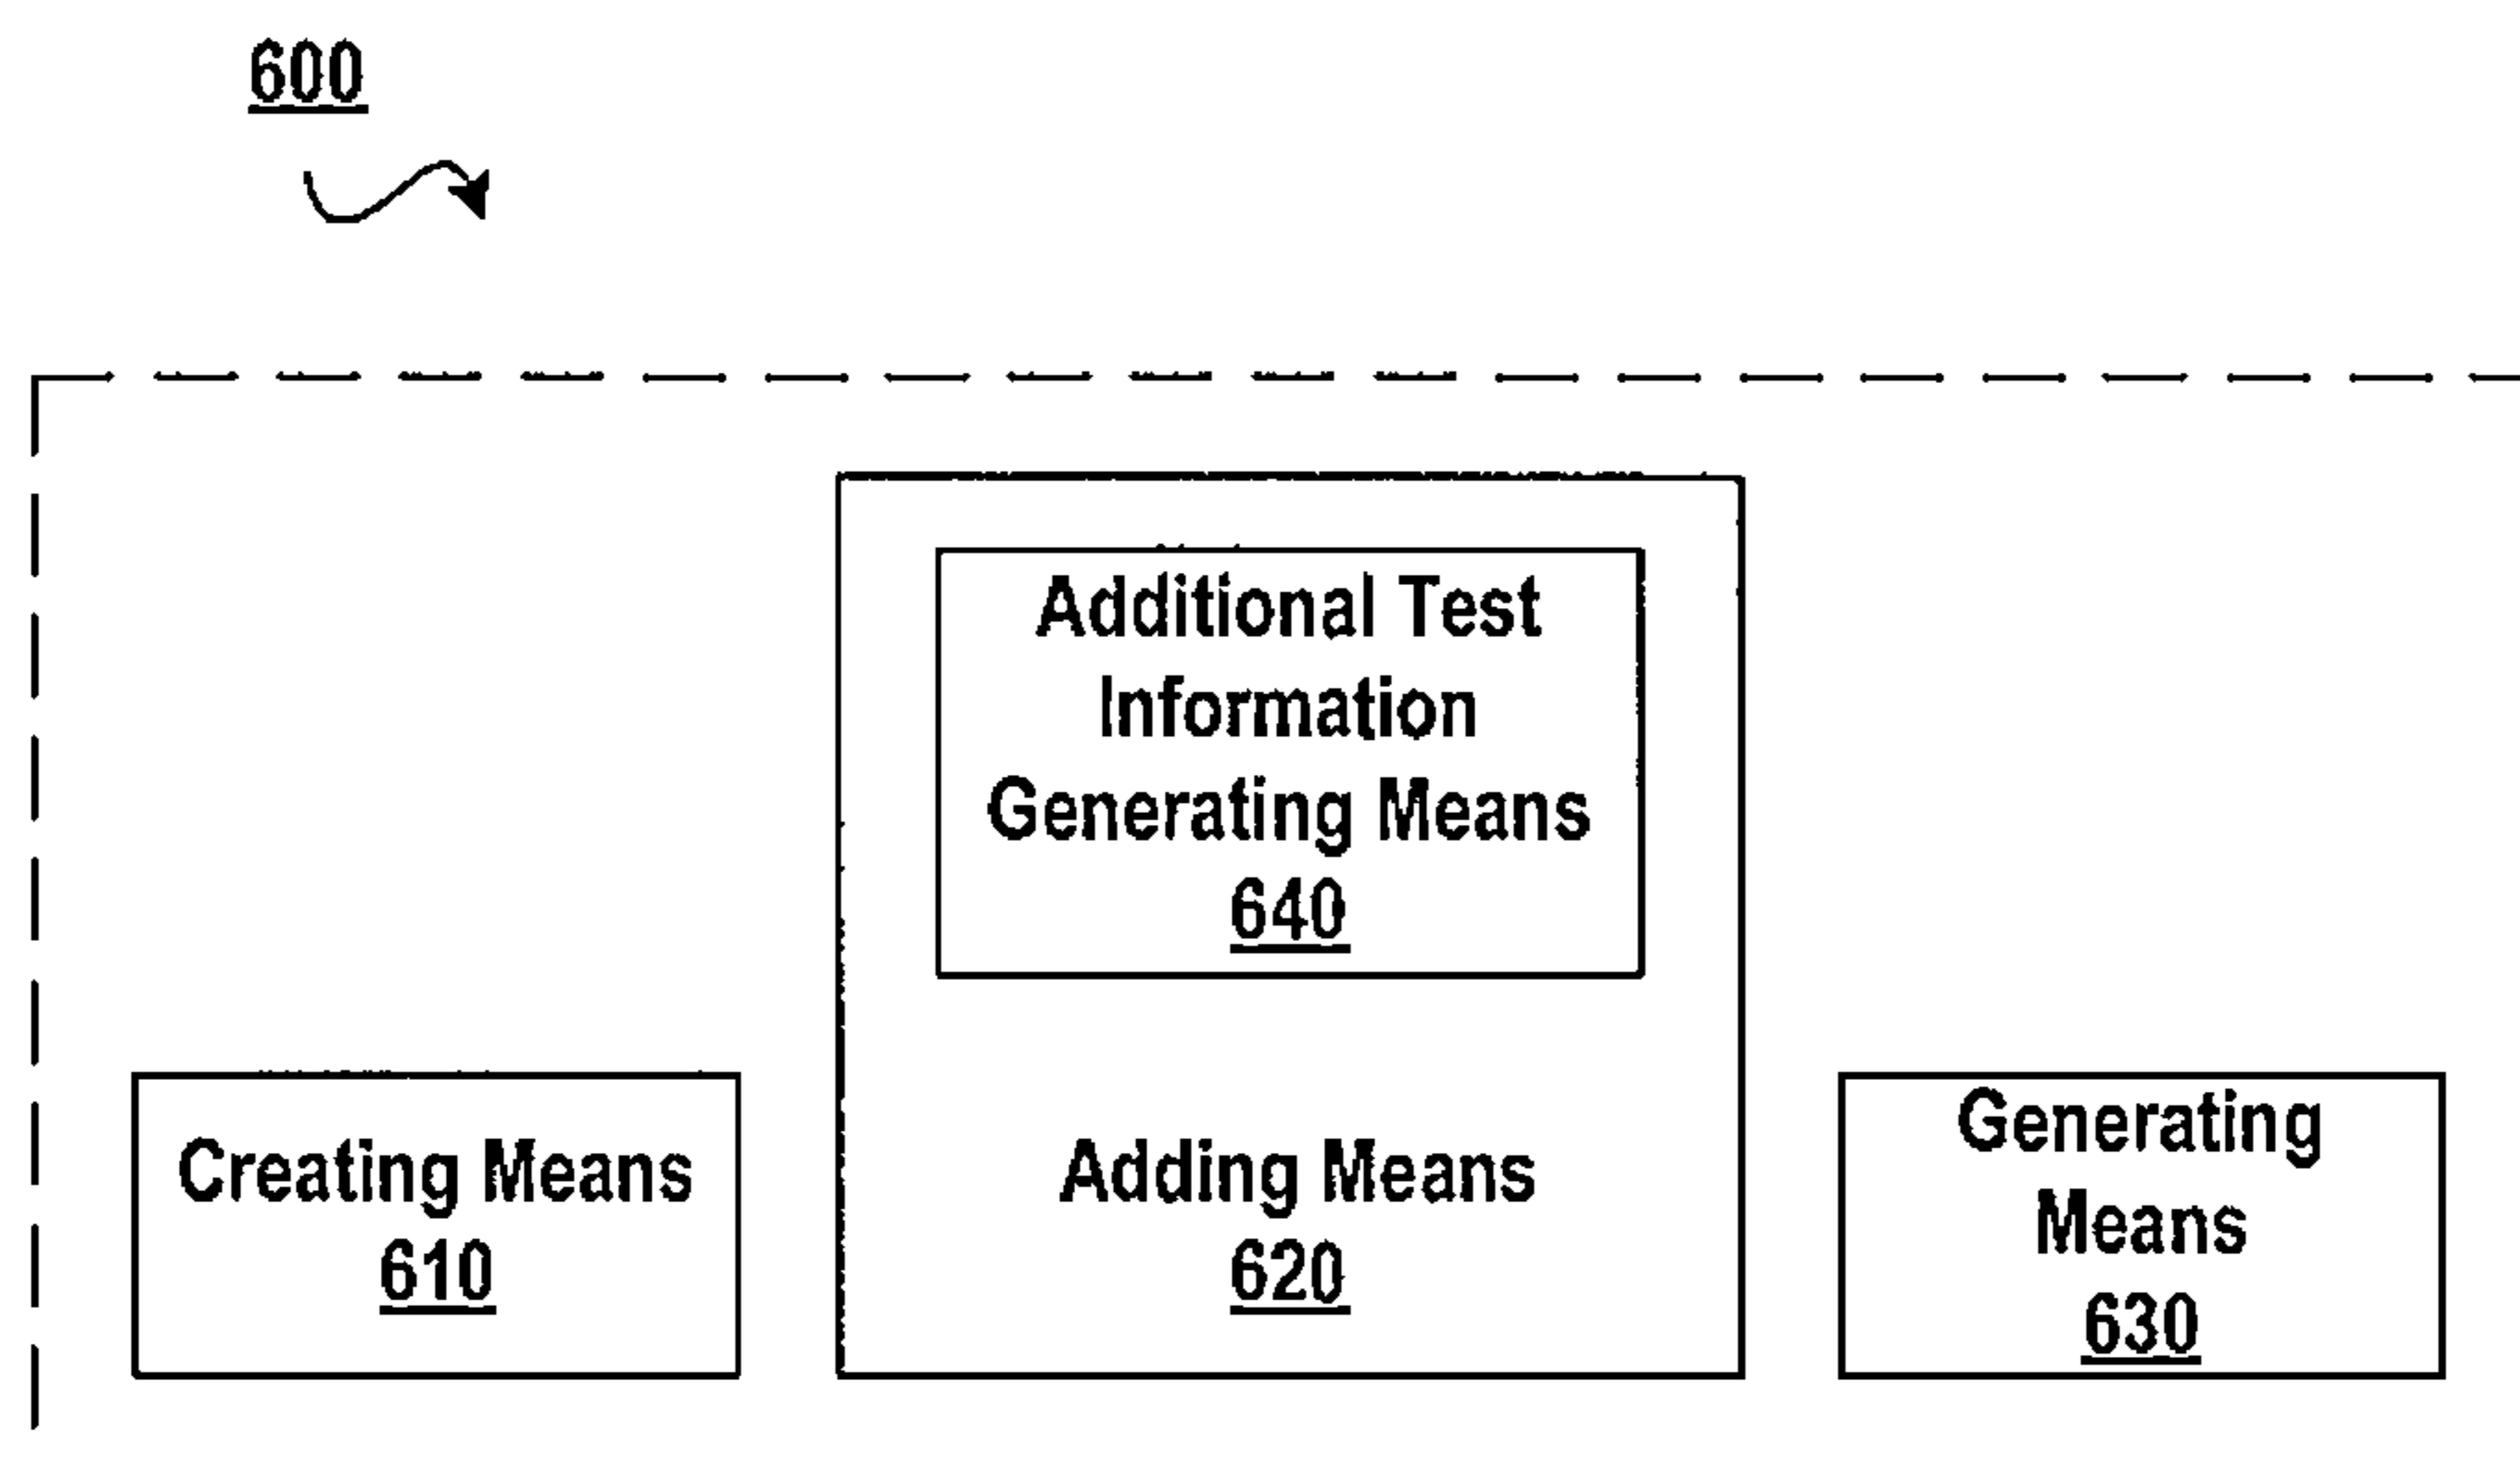 600
Additional Test
Information
Generating Means
640
Creating Means
610
Adding Means
620
Generating
Means
630